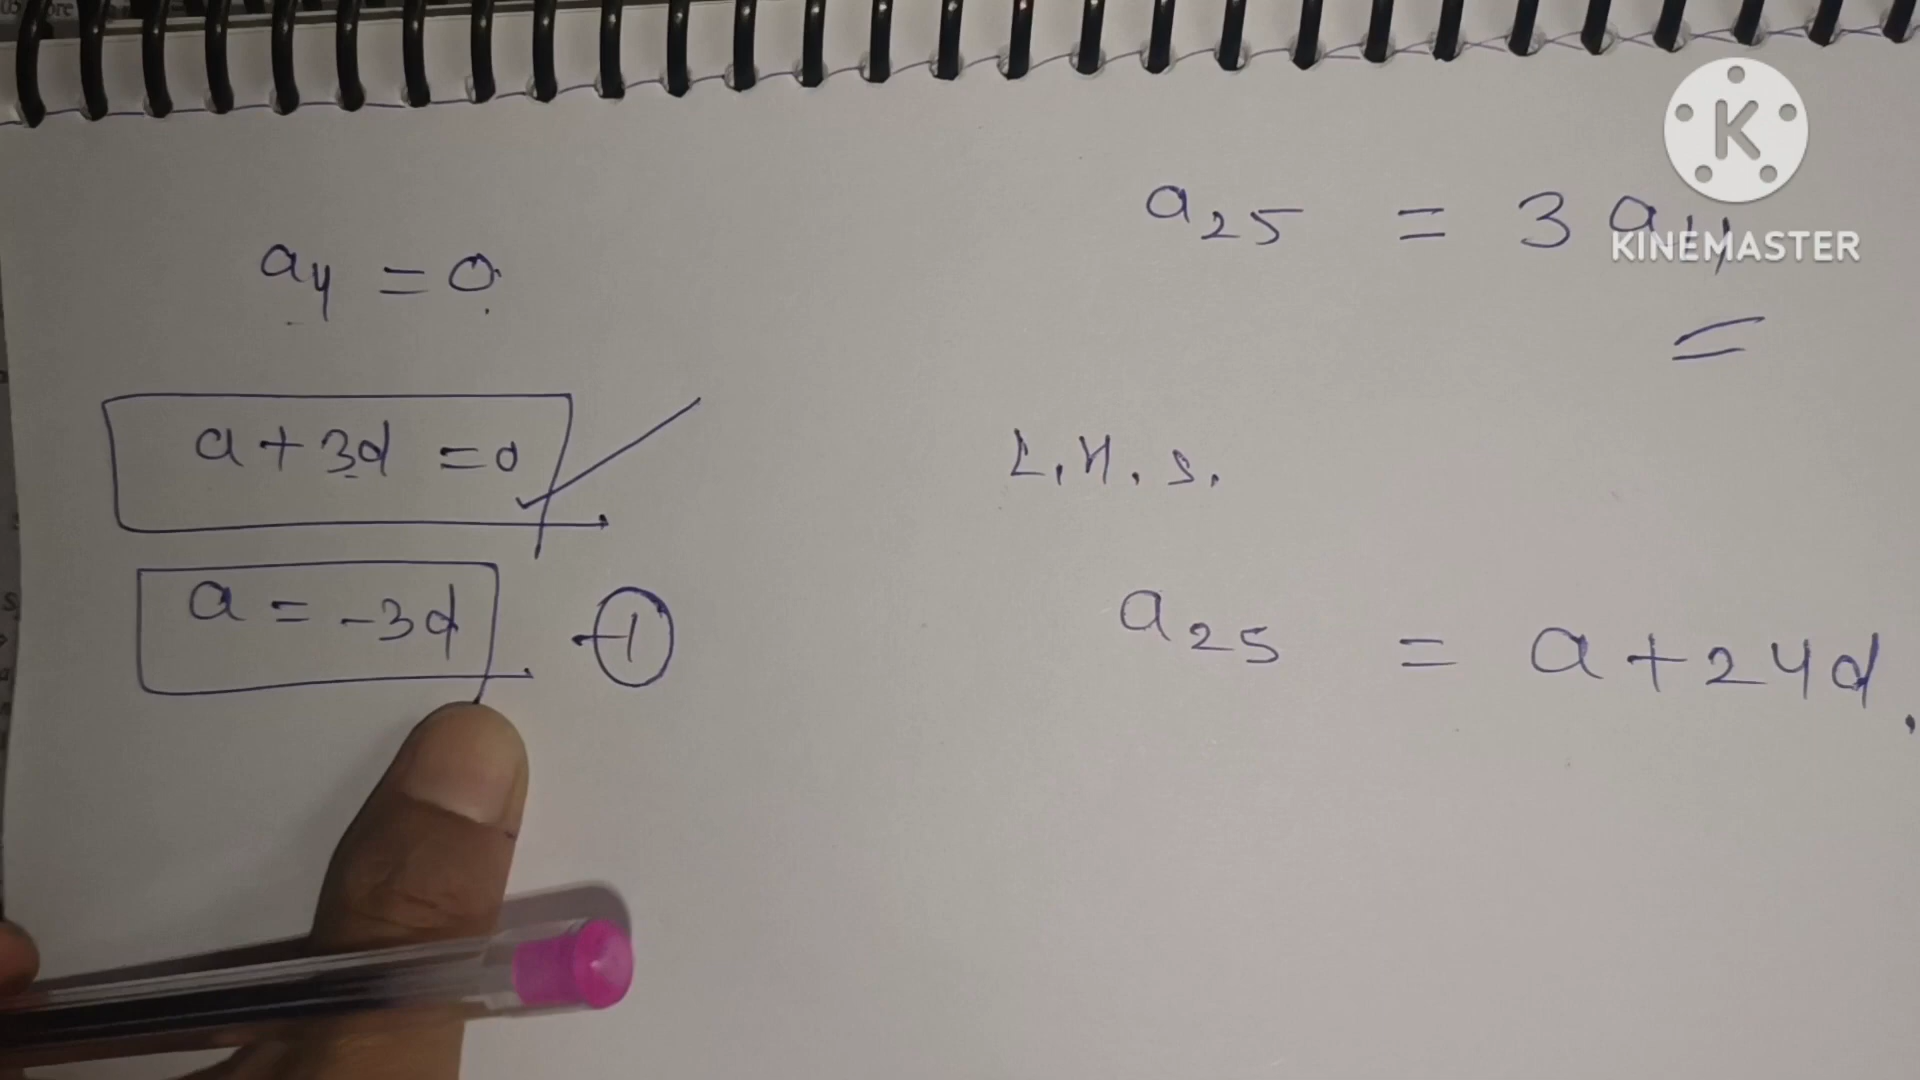 a₄ = 0
a + 3d = 0
a = -3d -①
a₂₅ = 3 a₁₁
=
L.H.S.
a₂₅ = a + 24d.
K
KINEMASTER